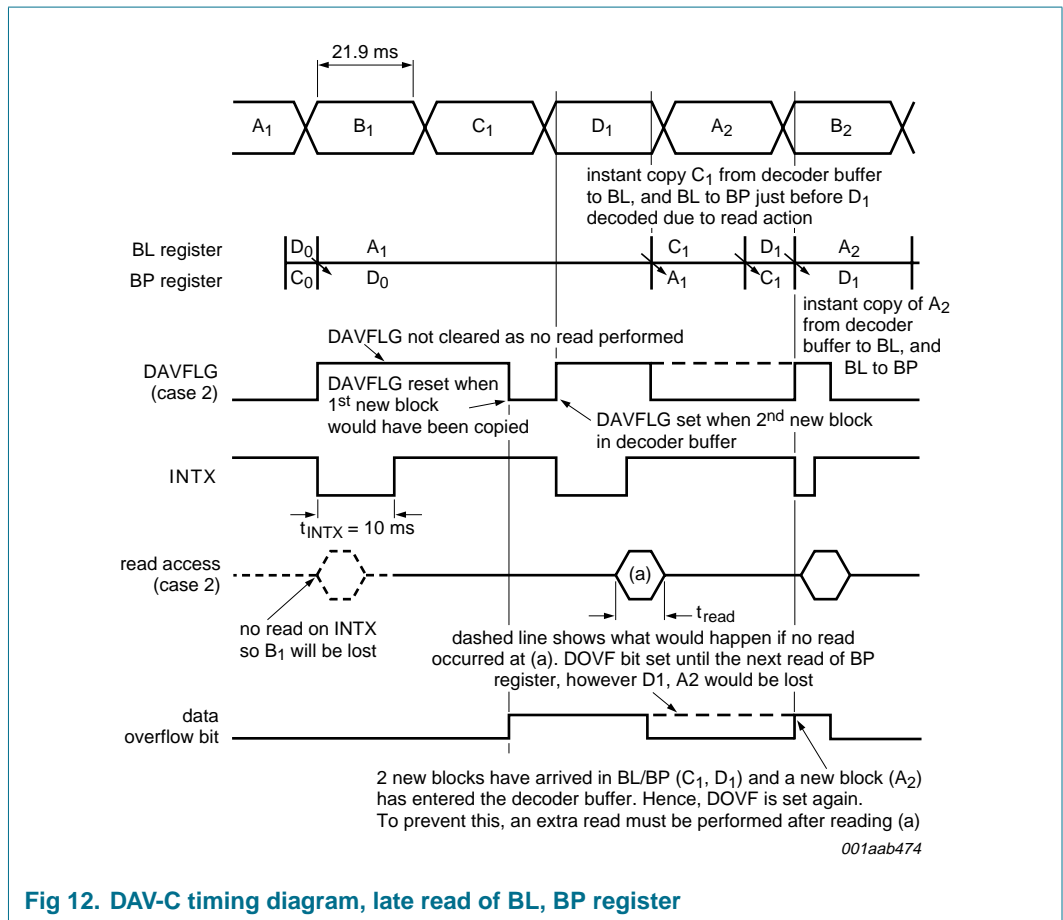 21.9 ms
A1 B1 C1 D1 A2 B2
instant copy C1 from decoder buffer
to BL, and BL to BP just before D1
decoded due to read action
BL register D0 A1 C1 D1 A2
BP register C0 D0 A1 C1 D1
instant copy of A2
from decoder
buffer to BL, and
BL to BP
DAVFLG not cleared as no read performed
DAVFLG
(case 2)
DAVFLG reset when
1st new block
would have been copied
DAVFLG set when 2nd new block
in decoder buffer
INTX
tINTX = 10 ms
read access
(case 2)
(a)
tread
no read on INTX
so B1 will be lost
dashed line shows what would happen if no read
occurred at (a). DOVF bit set until the next read of BP
register, however D1, A2 would be lost
data
overflow bit
2 new blocks have arrived in BL/BP (C1, D1) and a new block (A2)
has entered the decoder buffer. Hence, DOVF is set again.
To prevent this, an extra read must be performed after reading (a)
001aab474
Fig 12. DAV-C timing diagram, late read of BL, BP register